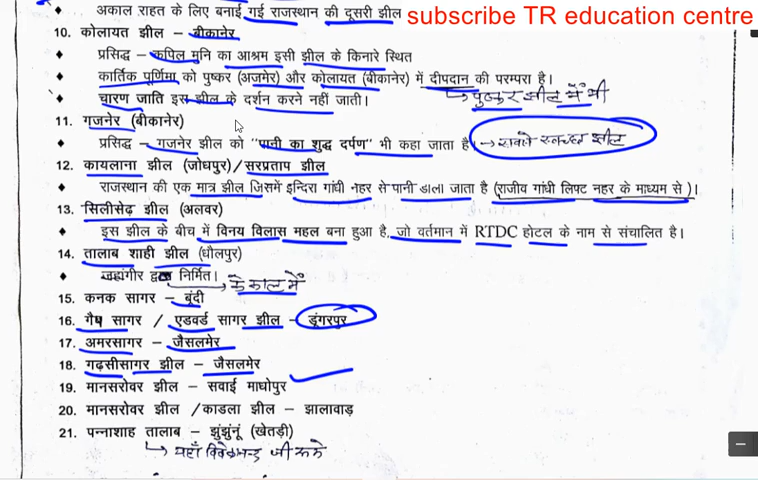 subscribe TR education centre
♦ अकाल राहत के लिए बनाई गई राजस्थान की दूसरी झील
10. कोलायत झील – बीकानेर
♦ प्रसिद्ध – कपिल मुनि का आश्रम इसी झील के किनारे स्थित
♦ कार्तिक पूर्णिमा को पुष्कर (अजमेर) और कोलायत (बीकानेर) में दीपदान की परम्परा है।
♦ चारण जाति इस झील के दर्शन करने नहीं जाती। → पुष्कर झील में भी
11. गजनेर (बीकानेर)
♦ प्रसिद्ध – गजनेर झील को "पानी का शुद्ध दर्पण" भी कहा जाता है → सबसे स्वच्छ झील
12. कायलाना झील (जोधपुर)/सरप्रताप झील
♦ राजस्थान की एक मात्र झील जिसमें इन्दिरा गांधी नहर से पानी डाला जाता है (राजीव गांधी लिफ्ट नहर के माध्यम से)।
13. सिलीसेढ़ झील (अलवर)
♦ इस झील के बीच में विनय विलास महल बना हुआ है, जो वर्तमान में RTDC होटल के नाम से संचालित है।
14. तालाब शाही झील (धौलपुर)
♦ जहांगीर द्वारा निर्मित। के काल में
15. कनक सागर – बूंदी
16. गैप सागर / एडवर्ड सागर झील – डूंगरपुर
17. अमरसागर – जैसलमेर
18. गढ़सीसागर झील – जैसलमेर
19. मानसरोवर झील – सवाई माधोपुर
20. मानसरोवर झील /काडला झील – झालावाड़
21. पन्नाशाह तालाब – झुंझुंनूं (खेतड़ी)
→ यहाँ विवेकानन्द जी